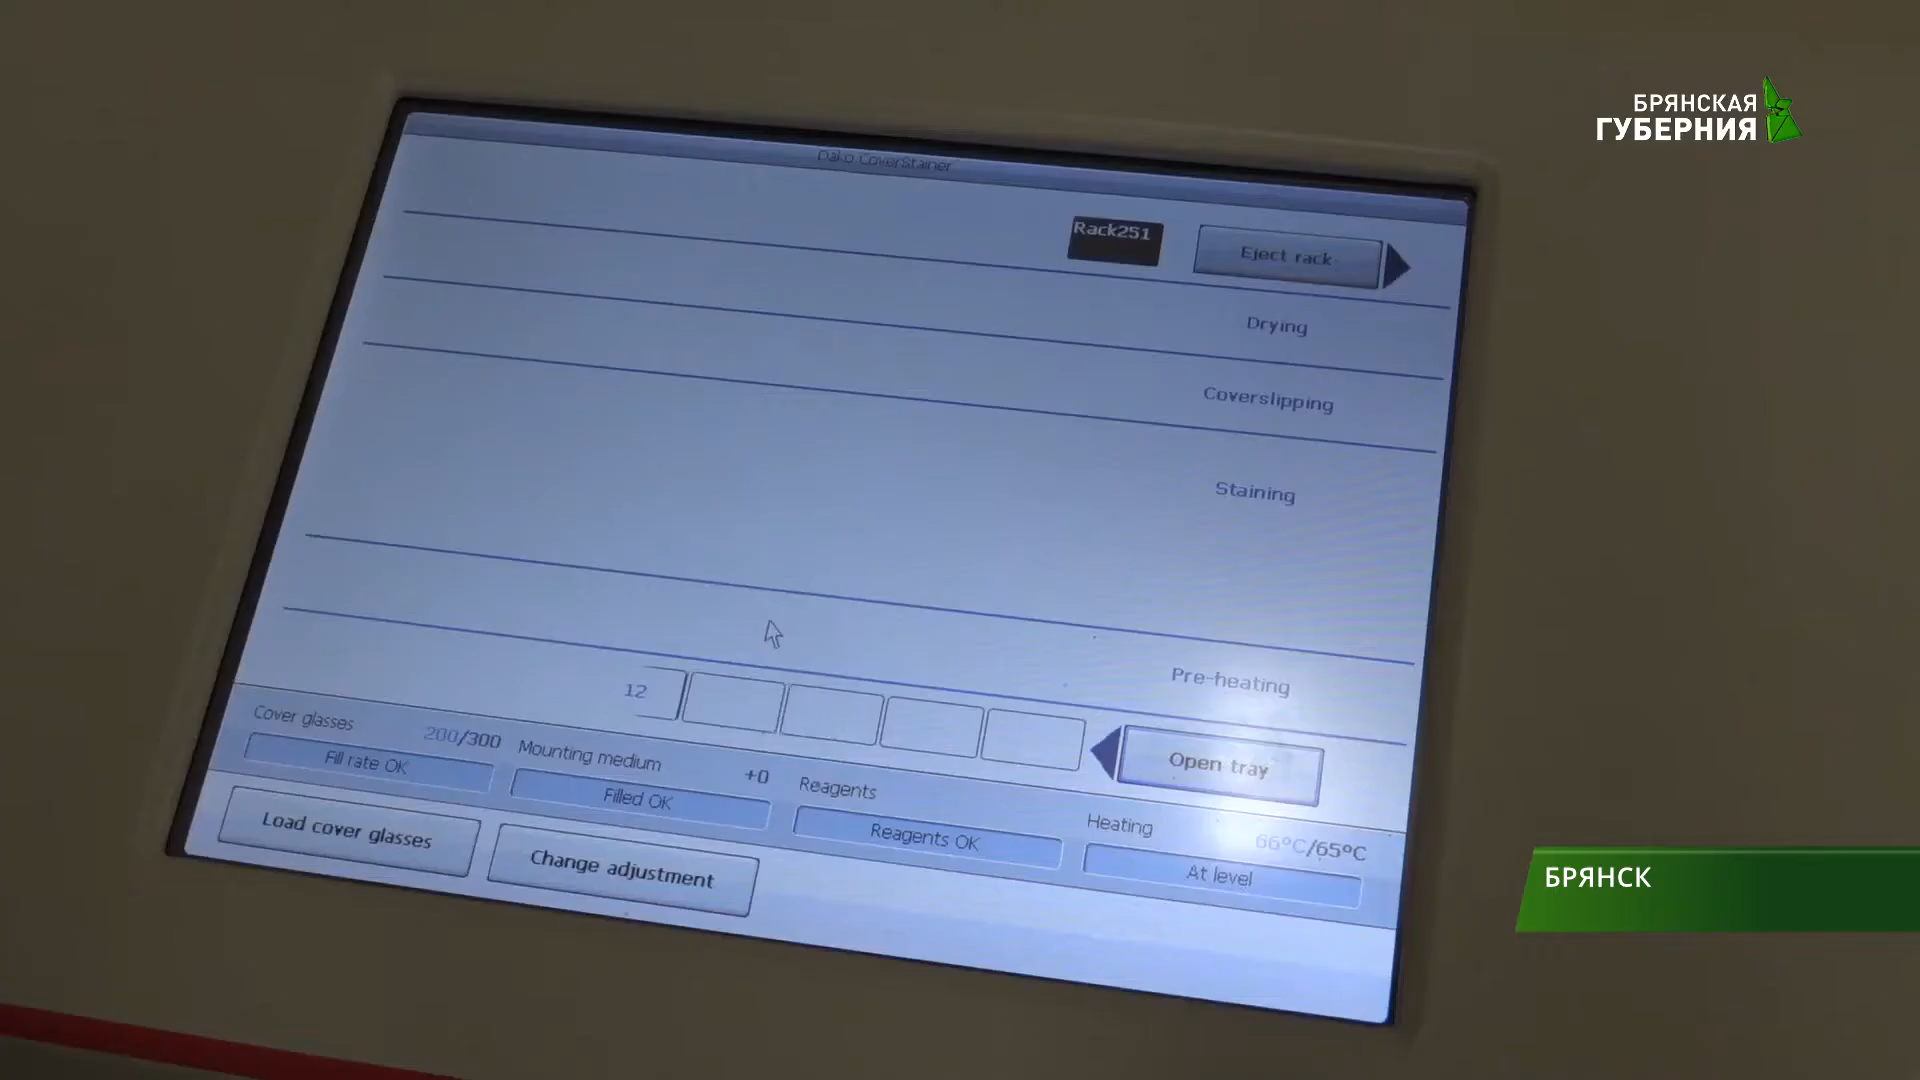 БРЯНСКАЯ
ГУБЕРНИЯ
Dako CoverStainer
Rack251
Eject rack
Drying
Coverslipping
Staining
Pre-heating
12
Open tray
Cover glasses 200/300
Fill rate OK
Mounting medium +0
Filled OK
Reagents
Reagents OK
Heating 66°C/65°C
At level
Load cover glasses
Change adjustment
БРЯНСК